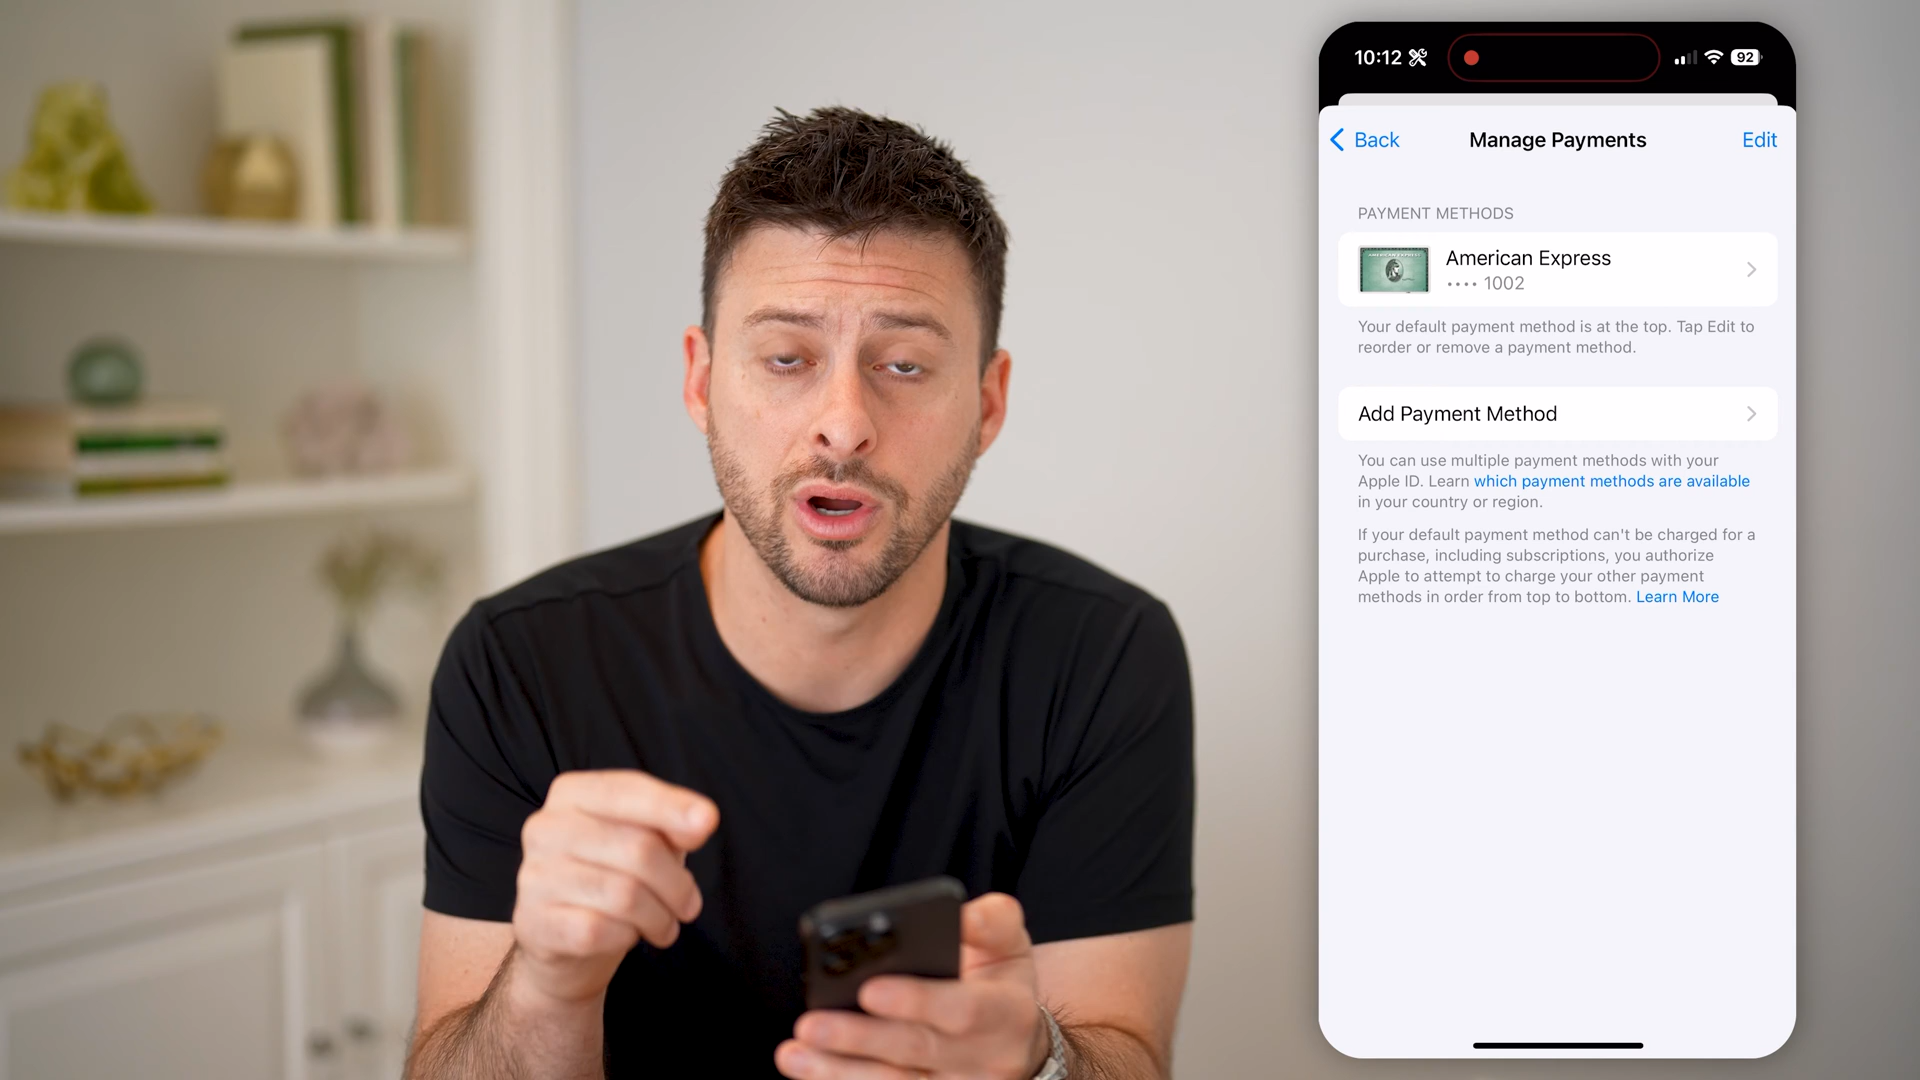 10:12
92
Back
Manage Payments
Edit
PAYMENT METHODS
AMERICAN EXPRESS
American Express
•••• 1002
Your default payment method is at the top. Tap Edit to
reorder or remove a payment method.
Add Payment Method
You can use multiple payment methods with your
Apple ID. Learn which payment methods are available
in your country or region.
If your default payment method can't be charged for a
purchase, including subscriptions, you authorize
Apple to attempt to charge your other payment
methods in order from top to bottom. Learn More